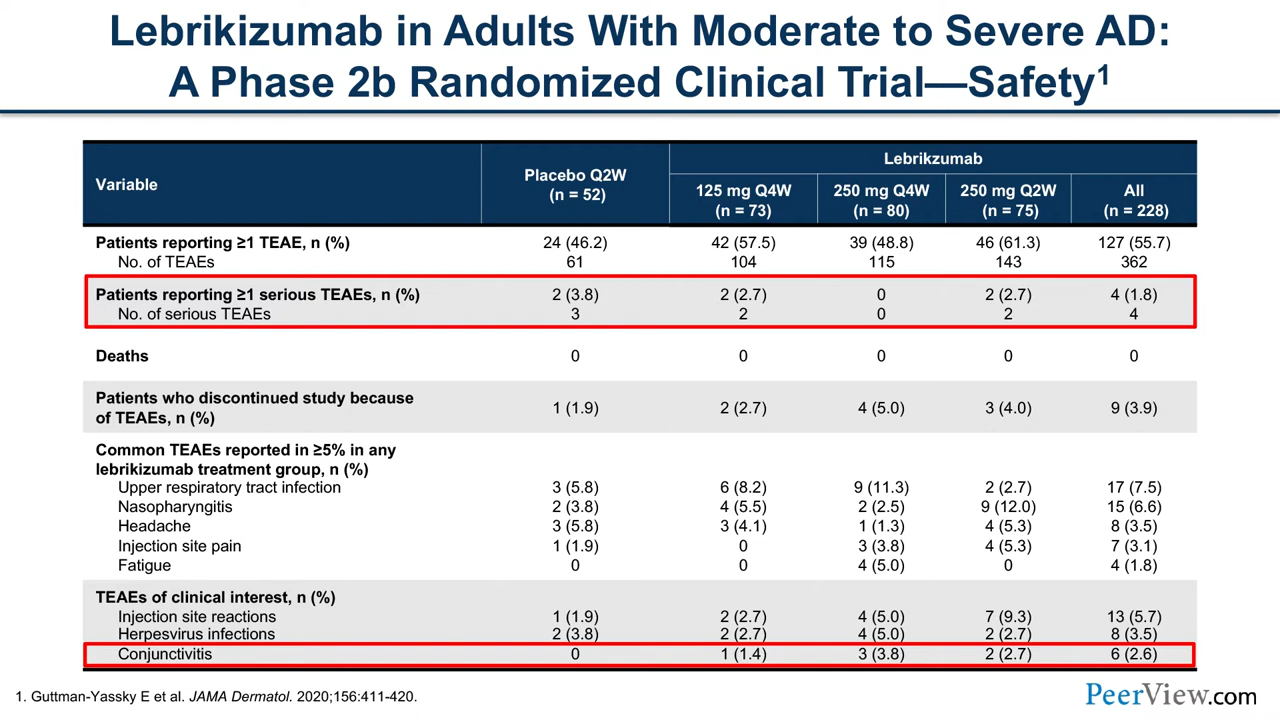 Lebrikizumab in Adults With Moderate to Severe AD:
A Phase 2b Randomized Clinical Trial—Safety1
Variable
Placebo Q2W
(n = 52)
Lebrikzumab
125 mg Q4W
(n = 73)
250 mg Q4W
(n = 80)
250 mg Q2W
(n = 75)
All
(n = 228)
Patients reporting ≥1 TEAE, n (%) 24 (46.2) 42 (57.5) 39 (48.8) 46 (61.3) 127 (55.7)
No. of TEAEs 61 104 115 143 362
Patients reporting ≥1 serious TEAEs, n (%) 2 (3.8) 2 (2.7) 0 2 (2.7) 4 (1.8)
No. of serious TEAEs 3 2 0 2 4
Deaths 0 0 0 0 0
Patients who discontinued study because
of TEAEs, n (%) 1 (1.9) 2 (2.7) 4 (5.0) 3 (4.0) 9 (3.9)
Common TEAEs reported in ≥5% in any
lebrikizumab treatment group, n (%)
Upper respiratory tract infection 3 (5.8) 6 (8.2) 9 (11.3) 2 (2.7) 17 (7.5)
Nasopharyngitis 2 (3.8) 4 (5.5) 2 (2.5) 9 (12.0) 15 (6.6)
Headache 3 (5.8) 3 (4.1) 1 (1.3) 4 (5.3) 8 (3.5)
Injection site pain 1 (1.9) 0 3 (3.8) 4 (5.3) 7 (3.1)
Fatigue 0 0 4 (5.0) 0 4 (1.8)
TEAEs of clinical interest, n (%)
Injection site reactions 1 (1.9) 2 (2.7) 4 (5.0) 7 (9.3) 13 (5.7)
Herpesvirus infections 2 (3.8) 2 (2.7) 4 (5.0) 2 (2.7) 8 (3.5)
Conjunctivitis 0 1 (1.4) 3 (3.8) 2 (2.7) 6 (2.6)
1. Guttman-Yassky E et al. JAMA Dermatol. 2020;156:411-420.
PeerView.com